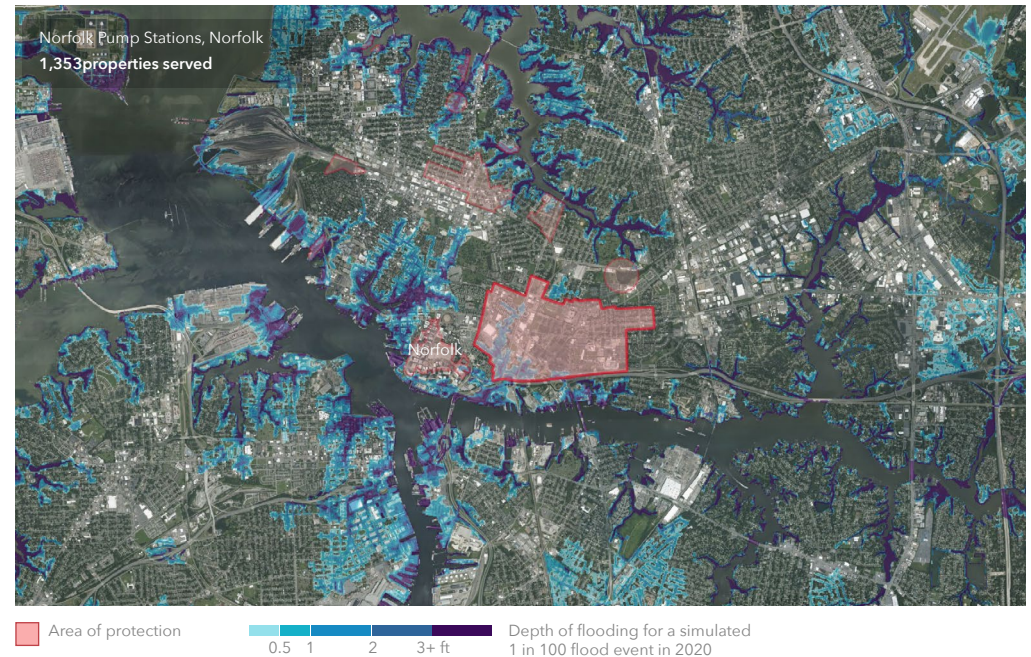 Norfolk Pump Stations, Norfolk
1,353properties served
Norfolk
Area of protection
0.5 1 2 3+ ft
Depth of flooding for a simulated
1 in 100 flood event in 2020